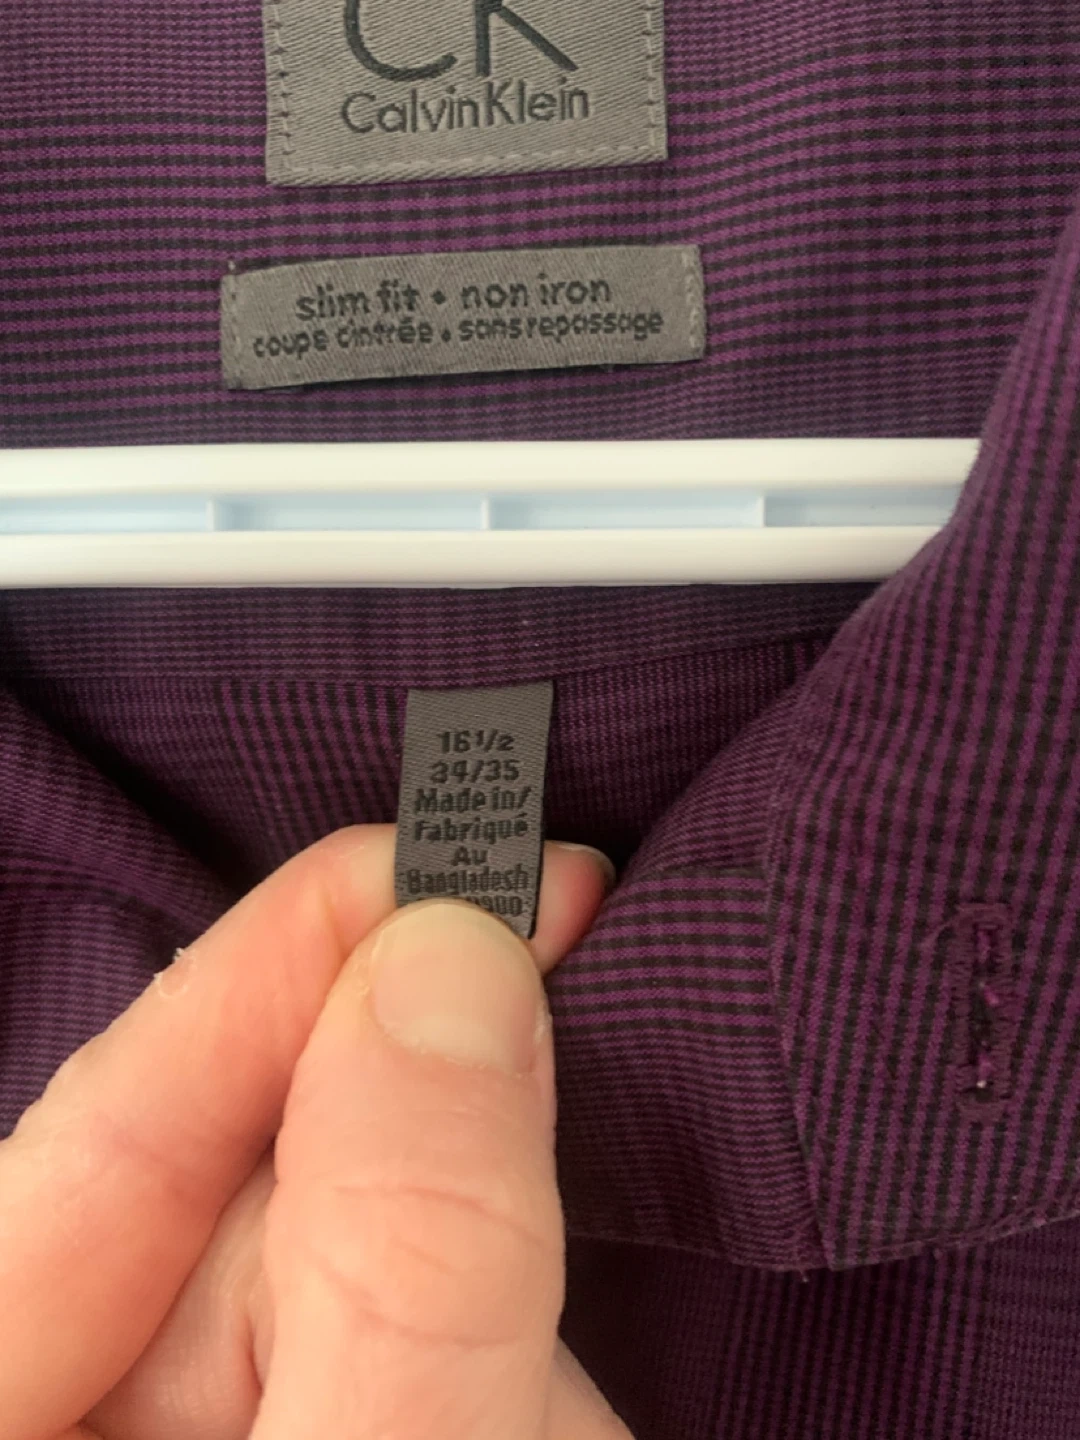 CK
Calvin Klein
slim fit • non iron
coupe cintrée • sans repassage
16 1/2
34/35
Made in/
Fabriqué
Au
Bangladesh